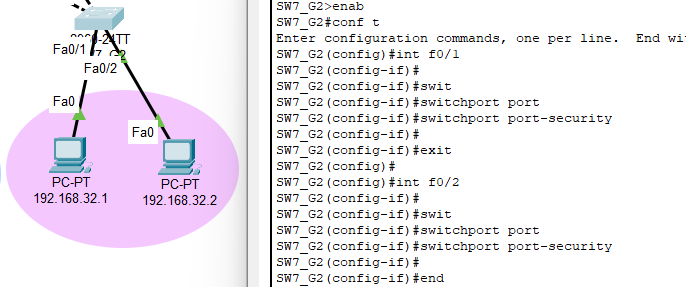 Fa0/1
Fa0/2
Fa0
Fa0
PC-PT
192.168.32.1
PC-PT
192.168.32.2
SW7_G2>enab
SW7_G2#conf t
Enter configuration commands, one per line.  End wi
SW7_G2(config)#int f0/1
SW7_G2(config-if)#
SW7_G2(config-if)#swit
SW7_G2(config-if)#switchport port
SW7_G2(config-if)#switchport port-security
SW7_G2(config-if)#
SW7_G2(config-if)#exit
SW7_G2(config)#
SW7_G2(config)#int f0/2
SW7_G2(config-if)#
SW7_G2(config-if)#swit
SW7_G2(config-if)#switchport port
SW7_G2(config-if)#switchport port-security
SW7_G2(config-if)#
SW7_G2(config-if)#end